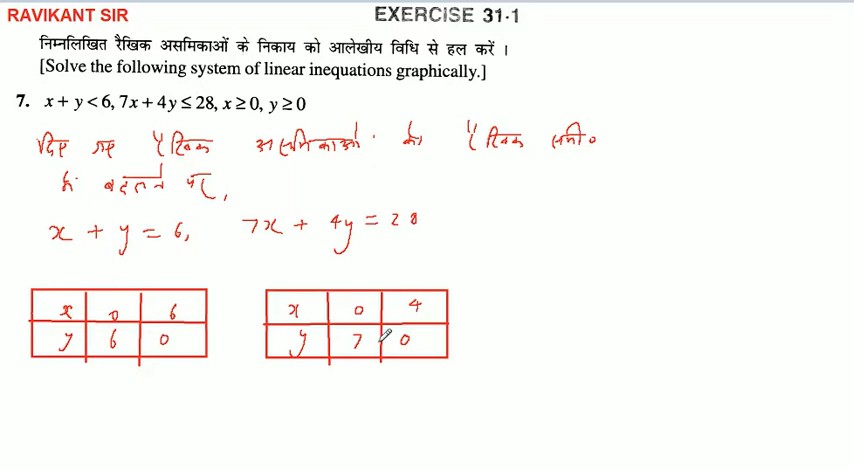 RAVIKANT SIR
EXERCISE 31·1
निम्नलिखित रैखिक असमिकाओं के निकाय को आलेखीय विधि से हल करें ।
[Solve the following system of linear inequations graphically.]
7. x + y < 6, 7x + 4y ≤ 28, x ≥ 0, y ≥ 0
दिए गए रैखिक असमिकाओं को रैखिक समी०
में बदलने पर,
x + y = 6, 7x + 4y = 28
x 0 6
y 6 0
x 0 4
y 7 0